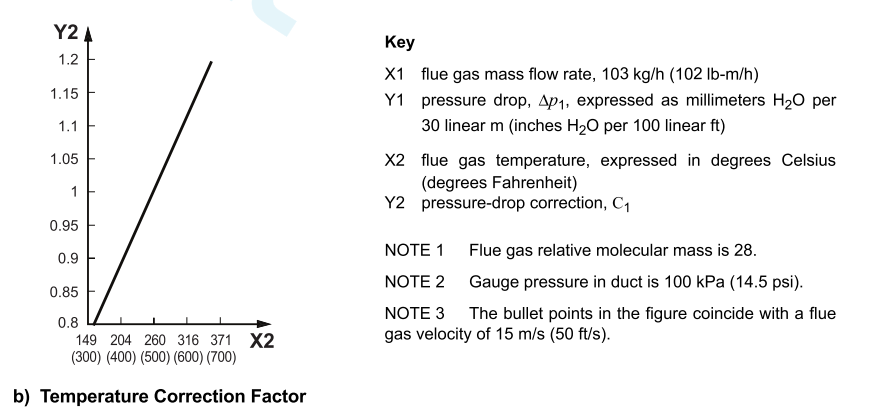 Y2
1.2
1.15
1.1
1.05
1
0.95
0.9
0.85
0.8
149 204 260 316 371 X2
(300) (400) (500) (600) (700)
b) Temperature Correction Factor
Key
X1 flue gas mass flow rate, 103 kg/h (102 lb-m/h)
Y1 pressure drop, Δp1, expressed as millimeters H2O per
30 linear m (inches H2O per 100 linear ft)
X2 flue gas temperature, expressed in degrees Celsius
(degrees Fahrenheit)
Y2 pressure-drop correction, C1
NOTE 1 Flue gas relative molecular mass is 28.
NOTE 2 Gauge pressure in duct is 100 kPa (14.5 psi).
NOTE 3 The bullet points in the figure coincide with a flue
gas velocity of 15 m/s (50 ft/s).